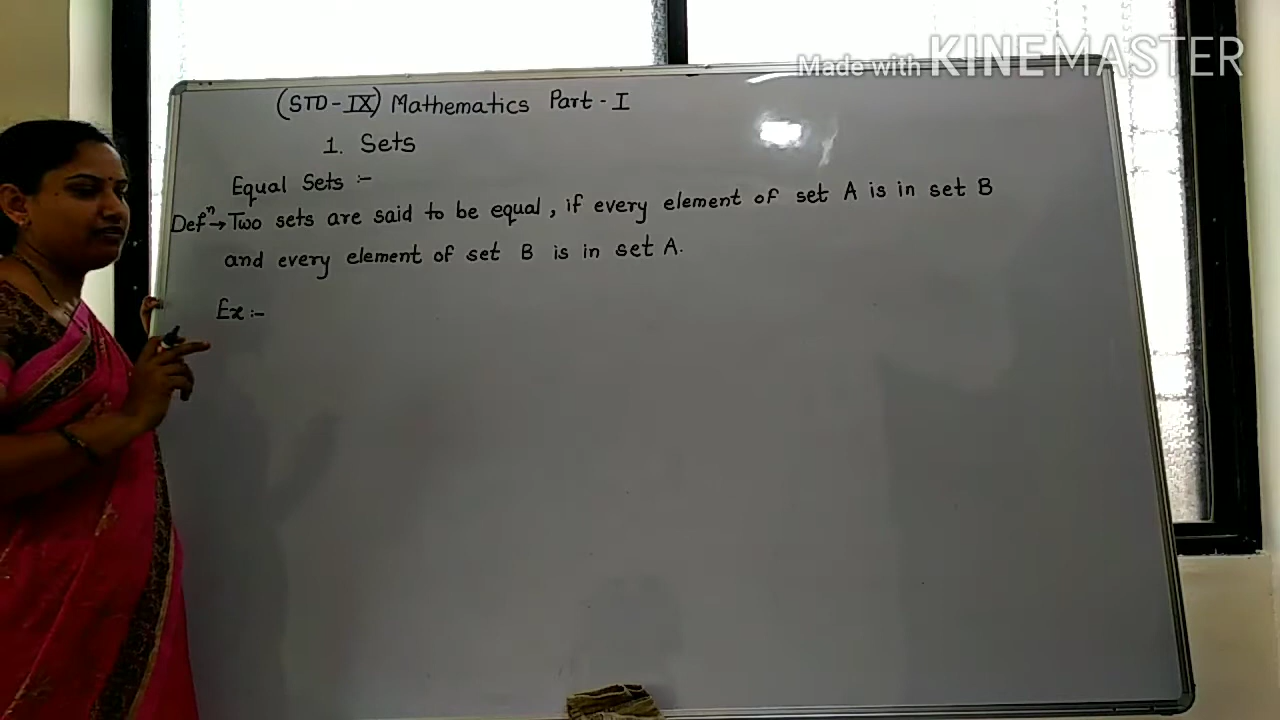 Made with KINEMASTER
(STD-IX) Mathematics Part-I
1. Sets
Equal Sets :-
Defⁿ→ Two sets are said to be equal, if every element of set A is in set B
and every element of set B is in set A.
Ex :-